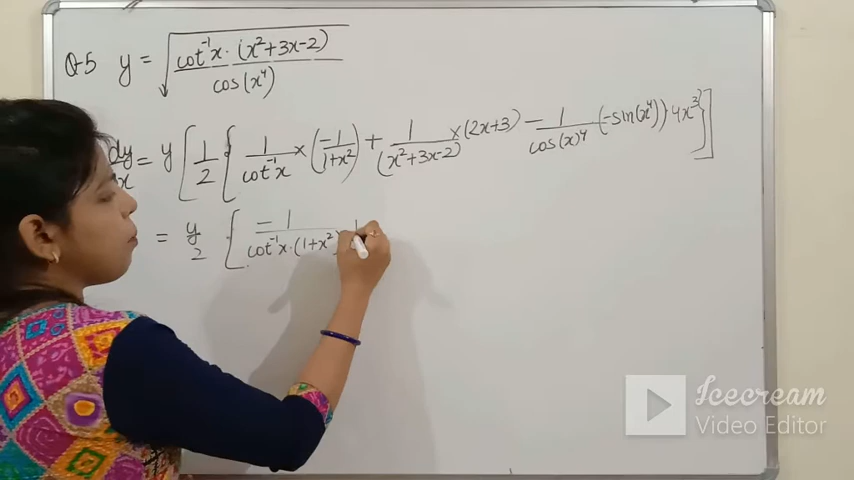 Q-5 y = √(cot⁻¹x · (x²+3x-2) / cos(x⁴))
dy/dx = y [ 1/2 { 1/cot⁻¹x × (-1/1+x²) + 1/(x²+3x-2) × (2x+3) - 1/cos(x)⁴ (-sin(x⁴))·4x³ } ]
= y/2 { -1/cot⁻¹x·(1+x²)
Icecream
Video Editor